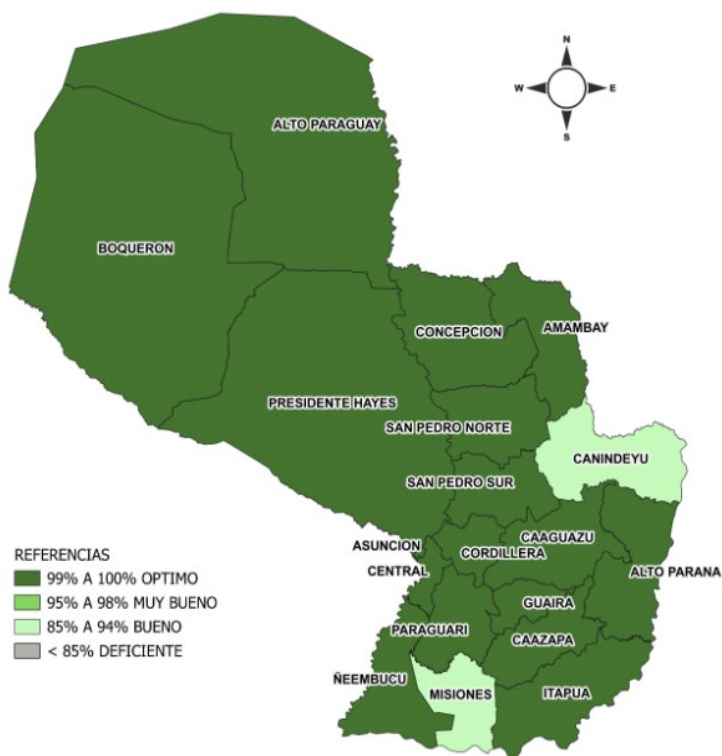 N
W E
S
ALTO PARAGUAY
BOQUERON
CONCEPCION
AMAMBAY
PRESIDENTE HAYES
SAN PEDRO NORTE
CANINDEYU
SAN PEDRO SUR
ASUNCION
CAAGUAZU
CORDILLERA
CENTRAL
ALTO PARANA
GUAIRA
PARAGUARI
CAAZAPA
ÑEEMBUCU
MISIONES
ITAPUA
REFERENCIAS
99% A 100% OPTIMO
95% A 98% MUY BUENO
85% A 94% BUENO
< 85% DEFICIENTE